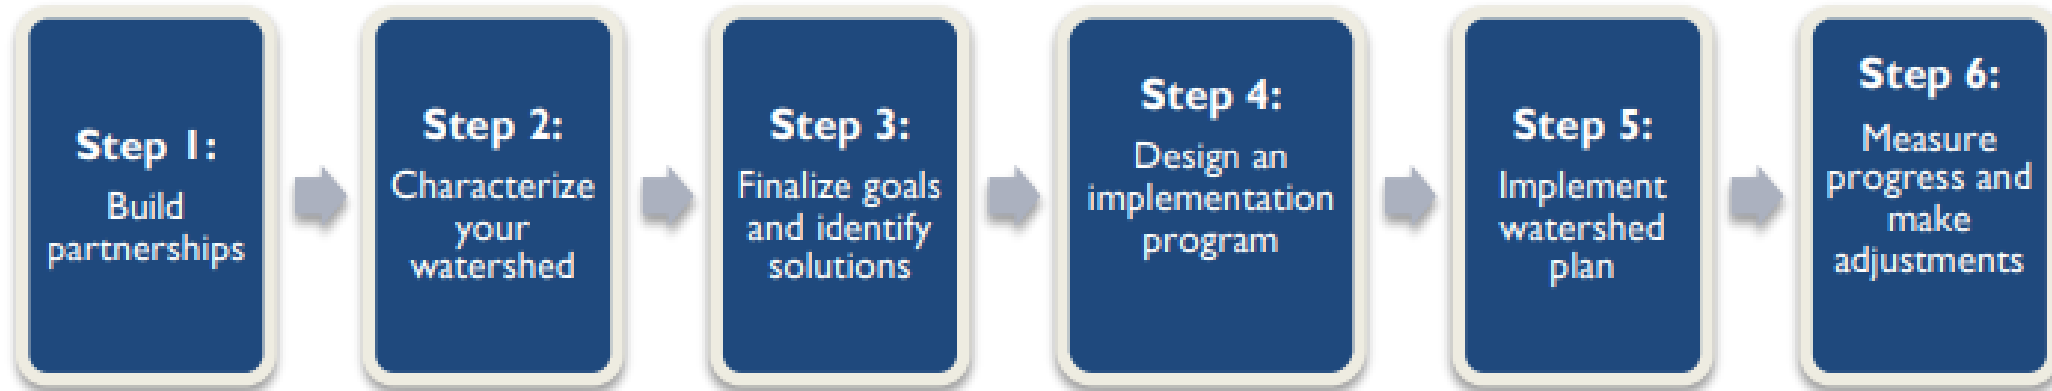 Step 1:
Build
partnerships
Step 2:
Characterize
your
watershed
Step 3:
Finalize goals
and identify
solutions
Step 4:
Design an
implementation
program
Step 5:
Implement
watershed
plan
Step 6:
Measure
progress and
make
adjustments